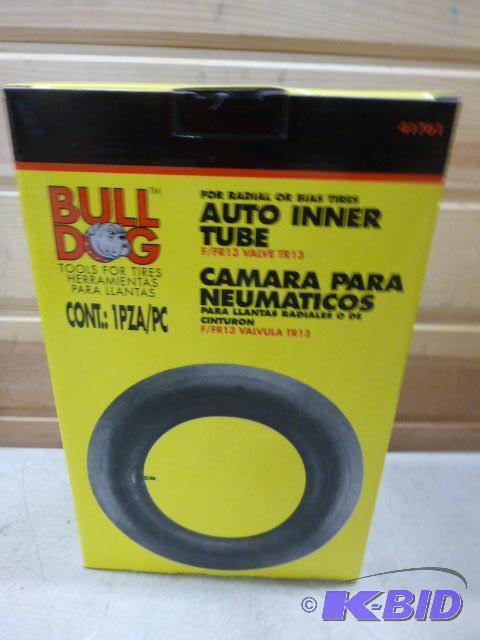 BULL
DOG
TM
TOOLS FOR TIRES
HERRAMIENTAS
PARA LLANTAS
CONT.: 1PZA/PC
FOR RADIAL OR BIAS TIRES
AUTO INNER
TUBE
F/FR13 VALVE TR13
CAMARA PARA
NEUMATICOS
PARA LLANTAS RADIALES O DE
CINTURON
F/FR13 VALVULA TR13
© K-BID